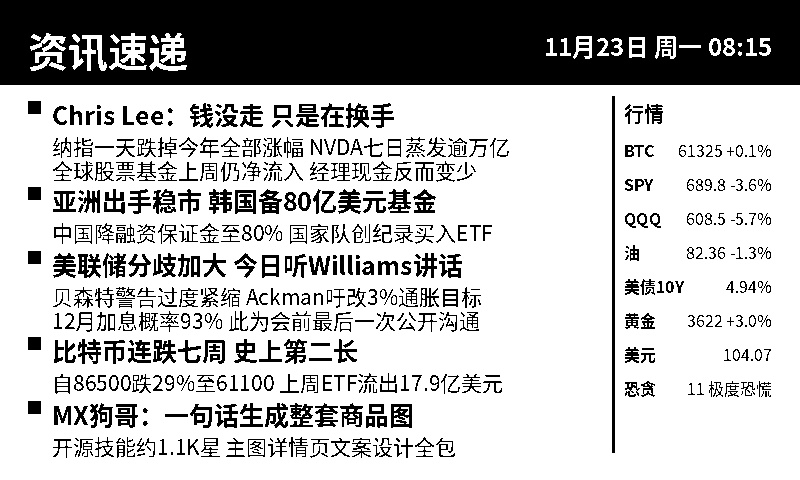 资讯速递
11月23日 周一 08:15
Chris Lee：钱没走 只是在换手
纳指一天跌掉今年全部涨幅 NVDA七日蒸发逾万亿
全球股票基金上周仍净流入 经理现金反而变少
亚洲出手稳市 韩国备80亿美元基金
中国降融资保证金至80% 国家队创纪录买入ETF
美联储分歧加大 今日听Williams讲话
贝森特警告过度紧缩 Ackman吁改3%通胀目标
12月加息概率93% 此为会前最后一次公开沟通
比特币连跌七周 史上第二长
自86500跌29%至61100 上周ETF流出17.9亿美元
MX狗哥：一句话生成整套商品图
开源技能约1.1K星 主图详情页文案设计全包
行情
BTC 61325 +0.1%
SPY 689.8 -3.6%
QQQ 608.5 -5.7%
油 82.36 -1.3%
美债10Y 4.94%
黄金 3622 +3.0%
美元 104.07
恐贪 11 极度恐慌